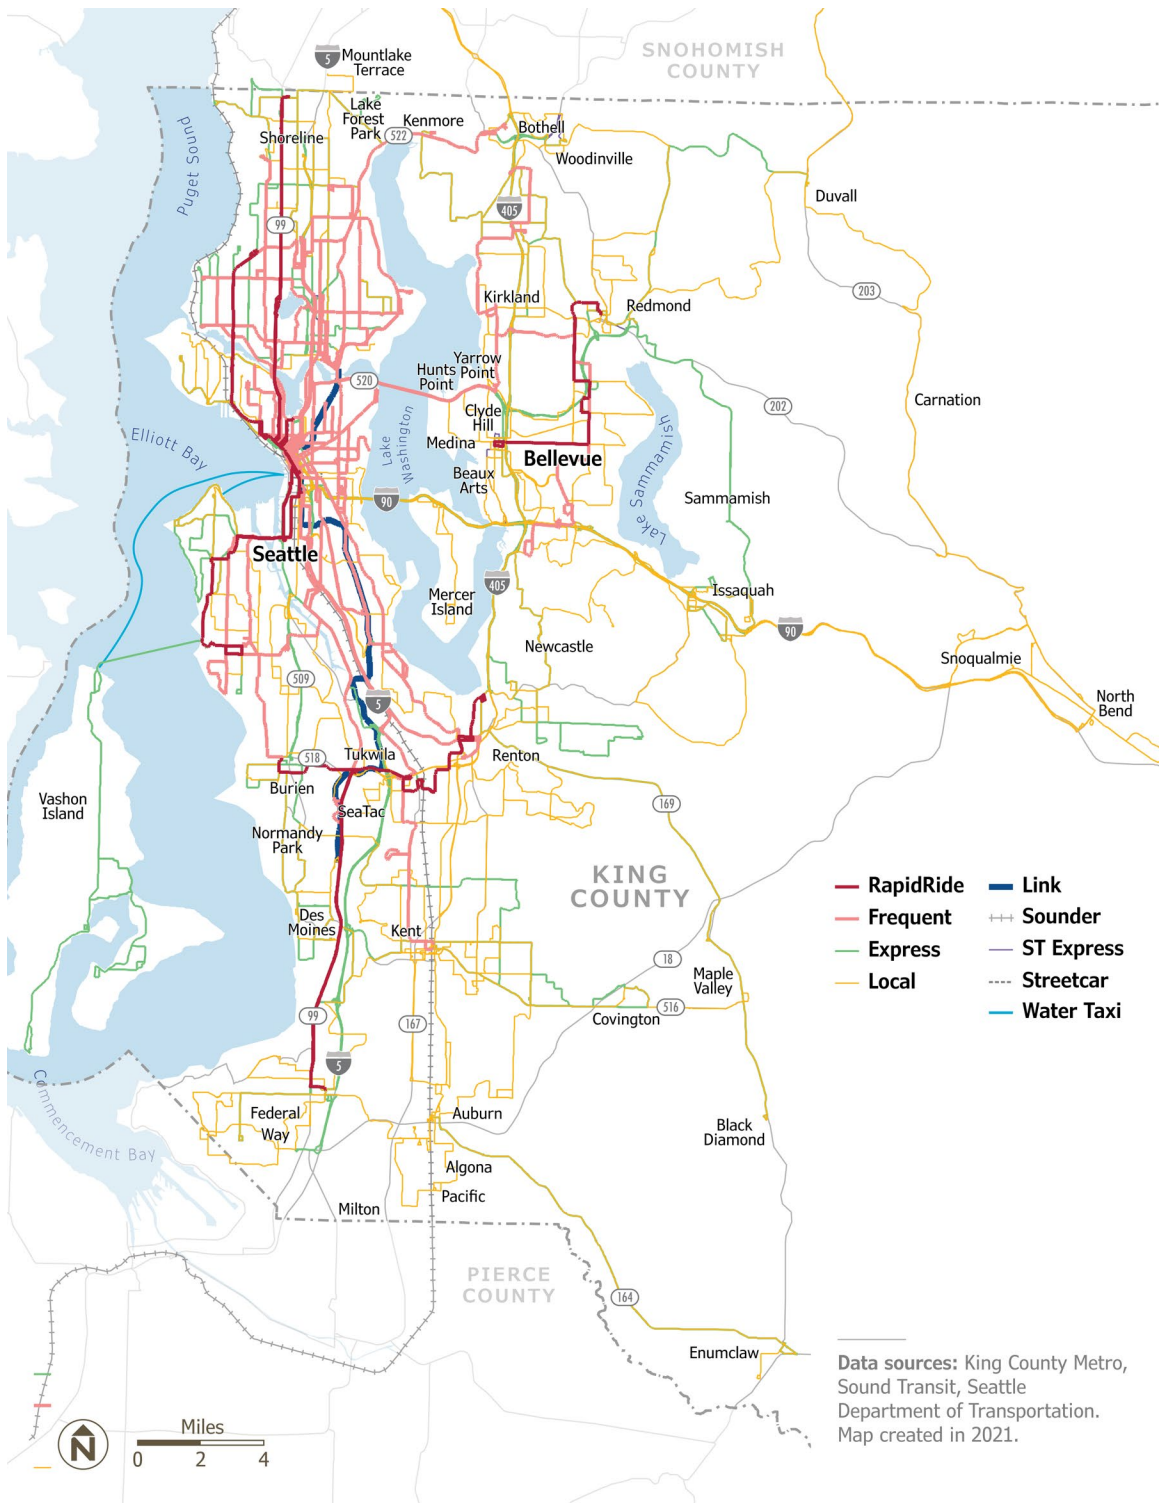 SNOHOMISH
COUNTY
5
Mountlake
Terrace
Puget Sound
Lake
Forest
Park
Kenmore
522
Shoreline
Bothell
Woodinville
Duvall
405
99
203
Kirkland
Redmond
Yarrow
Point
Hunts
Point
520
202
Carnation
Clyde
Hill
Medina
Elliott Bay
Lake
Washington
Bellevue
Beaux
Arts
Lake Sammamish
Sammamish
90
Seattle
405
Mercer
Island
Issaquah
90
Newcastle
Snoqualmie
509
5
North
Bend
518
Tukwila
Renton
Burien
Vashon
Island
SeaTac
169
Normandy
Park
KING
COUNTY
Des
Moines
Kent
18
Maple
Valley
99
167
Covington
516
5
Commencement Bay
Federal
Way
Auburn
Black
Diamond
Algona
Pacific
Milton
PIERCE
COUNTY
164
Enumclaw
RapidRide
Frequent
Express
Local
Link
Sounder
ST Express
Streetcar
Water Taxi
Data sources: King County Metro,
Sound Transit, Seattle
Department of Transportation.
Map created in 2021.
N
Miles
0 2 4